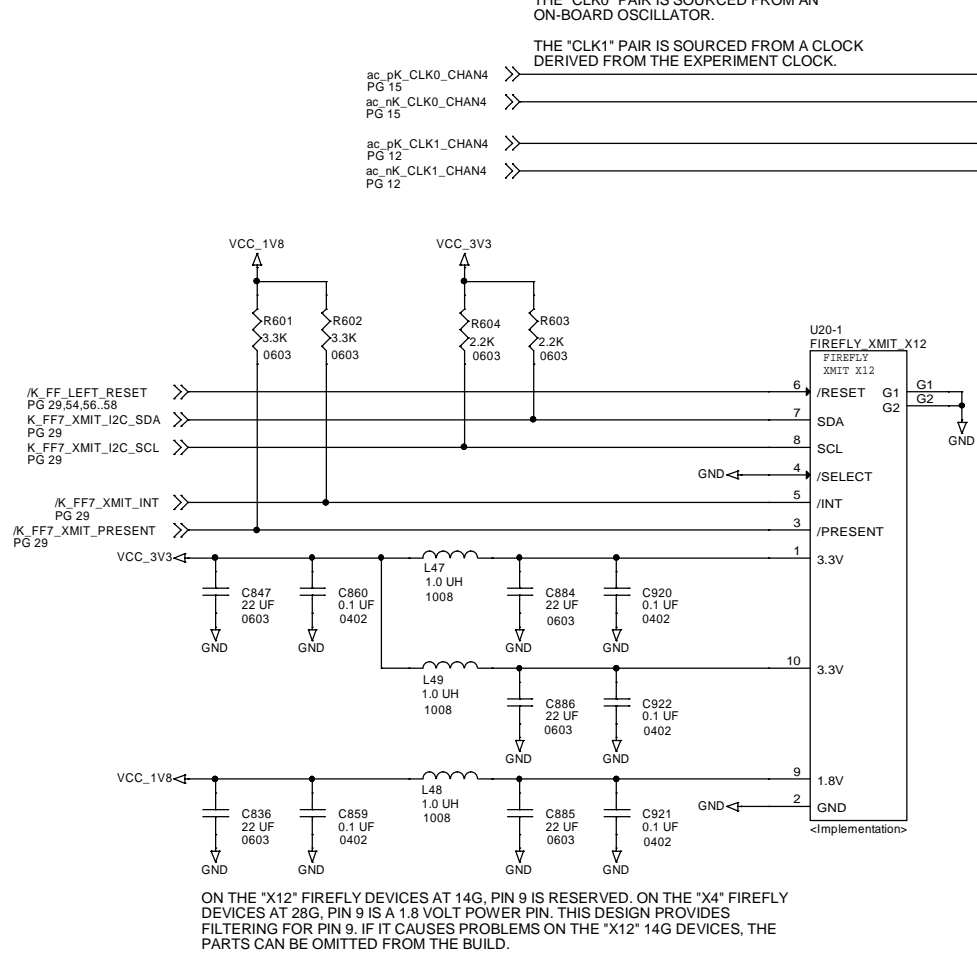 THE "CLK0" PAIR IS SOURCED FROM AN
ON-BOARD OSCILLATOR.
THE "CLK1" PAIR IS SOURCED FROM A CLOCK
DERIVED FROM THE EXPERIMENT CLOCK.
ac_pK_CLK0_CHAN4
PG 15
ac_nK_CLK0_CHAN4
PG 15
ac_pK_CLK1_CHAN4
PG 12
ac_nK_CLK1_CHAN4
PG 12
VCC_1V8
VCC_3V3
R601
3.3K
0603
R602
3.3K
0603
R604
2.2K
0603
R603
2.2K
0603
U20-1
FIREFLY_XMIT_X12
FIREFLY
XMIT X12
/K_FF_LEFT_RESET
PG 29,54,56..58
K_FF7_XMIT_I2C_SDA
PG 29
K_FF7_XMIT_I2C_SCL
PG 29
/K_FF7_XMIT_INT
PG 29
/K_FF7_XMIT_PRESENT
PG 29
6 /RESET
7 SDA
8 SCL
GND 4 /SELECT
5 /INT
3 /PRESENT
1 3.3V
10 3.3V
9 1.8V
GND 2 GND
<Implementation>
G1 G1
G2 G2
GND
VCC_3V3
C847
22 UF
0603
GND
C860
0.1 UF
0402
GND
L47
1.0 UH
1008
C884
22 UF
0603
GND
C920
0.1 UF
0402
GND
L49
1.0 UH
1008
C886
22 UF
0603
GND
C922
0.1 UF
0402
GND
VCC_1V8
C836
22 UF
0603
GND
C859
0.1 UF
0402
GND
L48
1.0 UH
1008
C885
22 UF
0603
GND
C921
0.1 UF
0402
GND
ON THE "X12" FIREFLY DEVICES AT 14G, PIN 9 IS RESERVED. ON THE "X4" FIREFLY
DEVICES AT 28G, PIN 9 IS A 1.8 VOLT POWER PIN. THIS DESIGN PROVIDES
FILTERING FOR PIN 9. IF IT CAUSES PROBLEMS ON THE "X12" 14G DEVICES, THE
PARTS CAN BE OMITTED FROM THE BUILD.